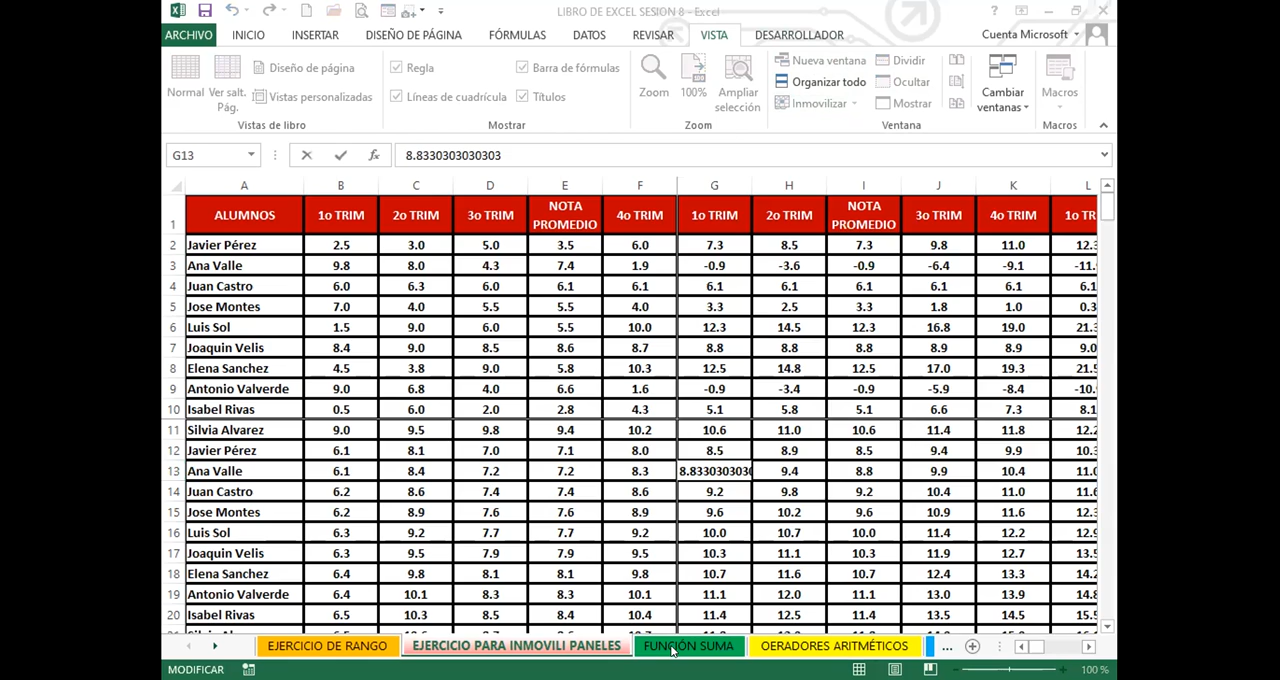 LIBRO DE EXCEL SESION 8 - Excel
ARCHIVO INICIO INSERTAR DISEÑO DE PÁGINA FÓRMULAS DATOS REVISAR VISTA DESARROLLADOR Cuenta Microsoft
Normal Ver salt. Pág. Diseño de página Vistas personalizadas
Regla Barra de fórmulas
Líneas de cuadrícula Títulos
Zoom 100% Ampliar selección
Nueva ventana Dividir
Organizar todo Ocultar
Inmovilizar Mostrar
Cambiar ventanas Macros
Vistas de libro Mostrar Zoom Ventana Macros
G13 fx 8.8330303030303
A B C D E F G H I J K L
1 ALUMNOS 1o TRIM 2o TRIM 3o TRIM NOTA PROMEDIO 4o TRIM 1o TRIM 2o TRIM NOTA PROMEDIO 3o TRIM 4o TRIM 1o TR
2 Javier Pérez 2.5 3.0 5.0 3.5 6.0 7.3 8.5 7.3 9.8 11.0 12.3
3 Ana Valle 9.8 8.0 4.3 7.4 1.9 -0.9 -3.6 -0.9 -6.4 -9.1 -11.
4 Juan Castro 6.0 6.3 6.0 6.1 6.1 6.1 6.1 6.1 6.1 6.1 6.1
5 Jose Montes 7.0 4.0 5.5 5.5 4.0 3.3 2.5 3.3 1.8 1.0 0.3
6 Luis Sol 1.5 9.0 6.0 5.5 10.0 12.3 14.5 12.3 16.8 19.0 21.3
7 Joaquin Velis 8.4 9.0 8.5 8.6 8.7 8.8 8.8 8.8 8.9 8.9 9.0
8 Elena Sanchez 4.5 3.8 9.0 5.8 10.3 12.5 14.8 12.5 17.0 19.3 21.5
9 Antonio Valverde 9.0 6.8 4.0 6.6 1.6 -0.9 -3.4 -0.9 -5.9 -8.4 -10.
10 Isabel Rivas 0.5 6.0 2.0 2.8 4.3 5.1 5.8 5.1 6.6 7.3 8.1
11 Silvia Alvarez 9.0 9.5 9.8 9.4 10.2 10.6 11.0 10.6 11.4 11.8 12.2
12 Javier Pérez 6.1 8.1 7.0 7.1 8.0 8.5 8.9 8.5 9.4 9.9 10.3
13 Ana Valle 6.1 8.4 7.2 7.2 8.3 8.8330303030 9.4 8.8 9.9 10.4 11.0
14 Juan Castro 6.2 8.6 7.4 7.4 8.6 9.2 9.8 9.2 10.4 11.0 11.6
15 Jose Montes 6.2 8.9 7.6 7.6 8.9 9.6 10.2 9.6 10.9 11.6 12.3
16 Luis Sol 6.3 9.2 7.7 7.7 9.2 10.0 10.7 10.0 11.4 12.2 12.9
17 Joaquin Velis 6.3 9.5 7.9 7.9 9.5 10.3 11.1 10.3 11.9 12.7 13.5
18 Elena Sanchez 6.4 9.8 8.1 8.1 9.8 10.7 11.6 10.7 12.4 13.3 14.2
19 Antonio Valverde 6.4 10.1 8.3 8.3 10.1 11.1 12.0 11.1 13.0 13.9 14.8
20 Isabel Rivas 6.5 10.3 8.5 8.4 10.4 11.4 12.5 11.4 13.5 14.5 15.5
EJERCICIO DE RANGO EJERCICIO PARA INMOVILI PANELES FUNCIÓN SUMA OERADORES ARITMÉTICOS ...
MODIFICAR 100 %